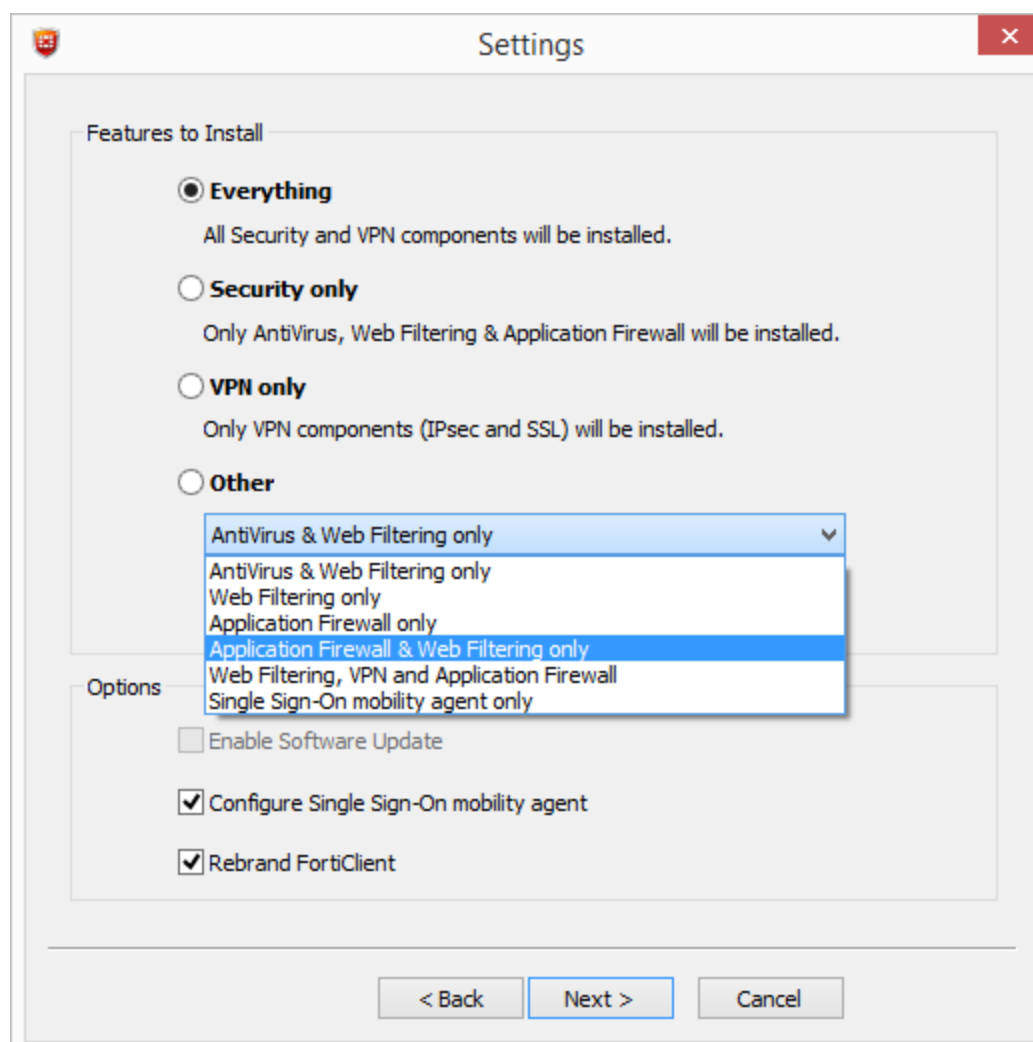 Settings
Features to Install
Everything
All Security and VPN components will be installed.
Security only
Only AntiVirus, Web Filtering & Application Firewall will be installed.
VPN only
Only VPN components (IPsec and SSL) will be installed.
Other
AntiVirus & Web Filtering only
AntiVirus & Web Filtering only
Web Filtering only
Application Firewall only
Application Firewall & Web Filtering only
Web Filtering, VPN and Application Firewall
Single Sign-On mobility agent only
Options
Enable Software Update
Configure Single Sign-On mobility agent
Rebrand FortiClient
< Back Next > Cancel